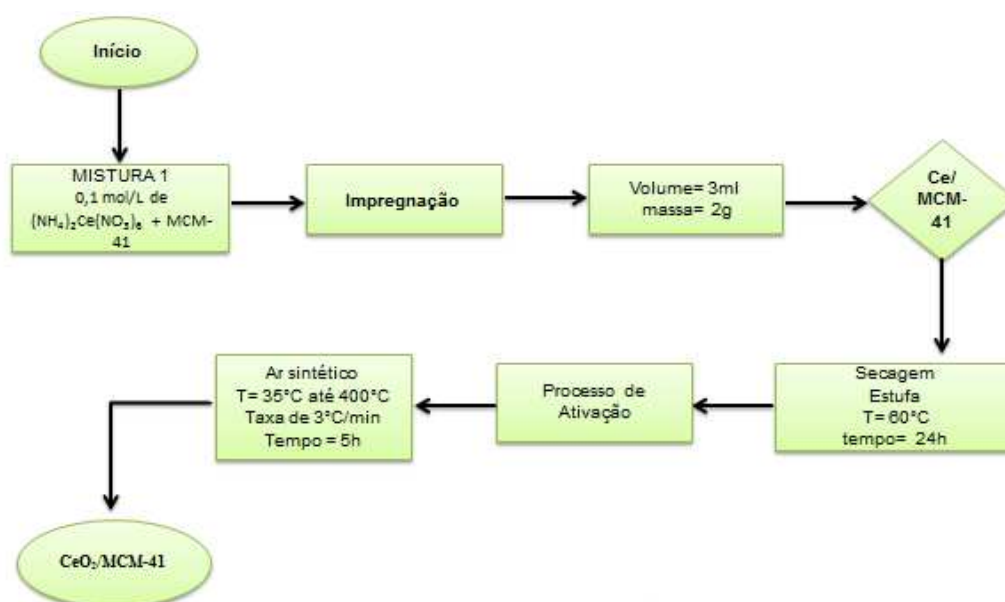 Início
MISTURA 1
0,1 mol/L de
(NH₄)₂Ce(NO₃)₆ + MCM-
41
Impregnação
Volume= 3ml
massa= 2g
Ce/
MCM-
41
Secagem
Estufa
T= 60°C
tempo= 24h
Processo de
Ativação
Ar sintético
T= 35°C até 400°C
Taxa de 3°C/min
Tempo = 5h
CeO₂/MCM-41